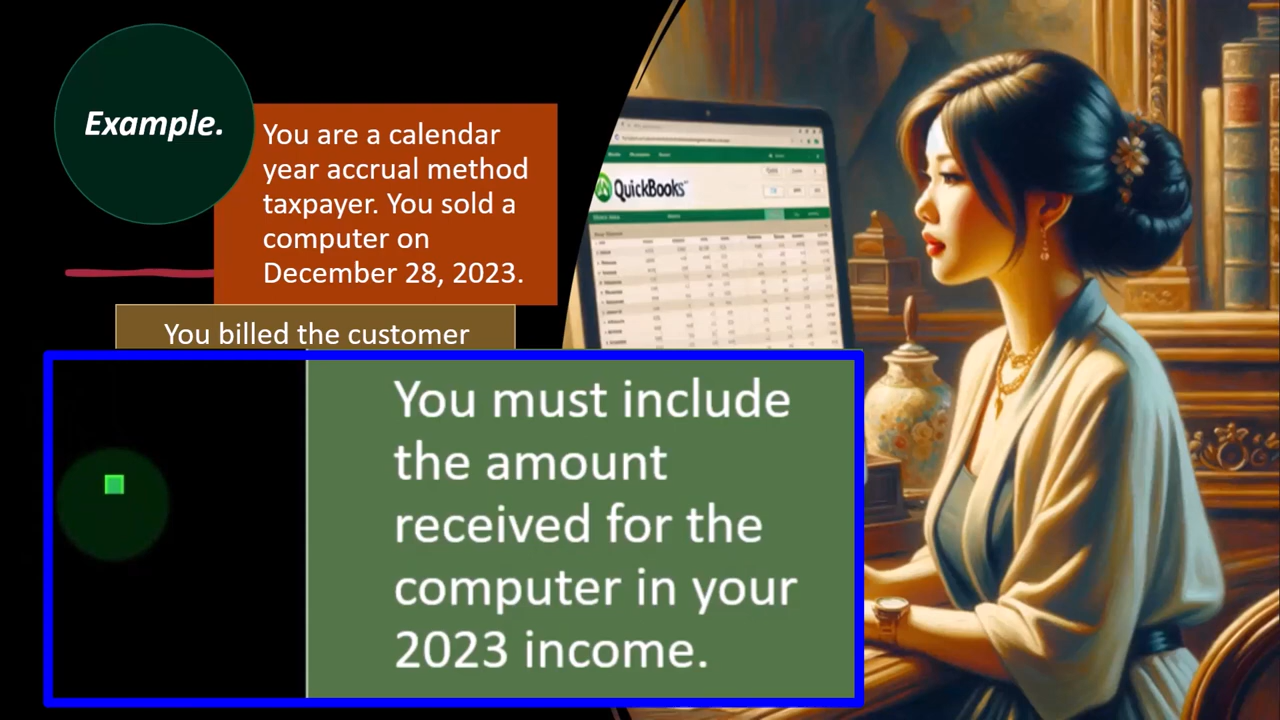 Example.
You are a calendar
year accrual method
taxpayer. You sold a
computer on
December 28, 2023.
You billed the customer
QuickBooks
You must include
the amount
received for the
computer in your
2023 income.